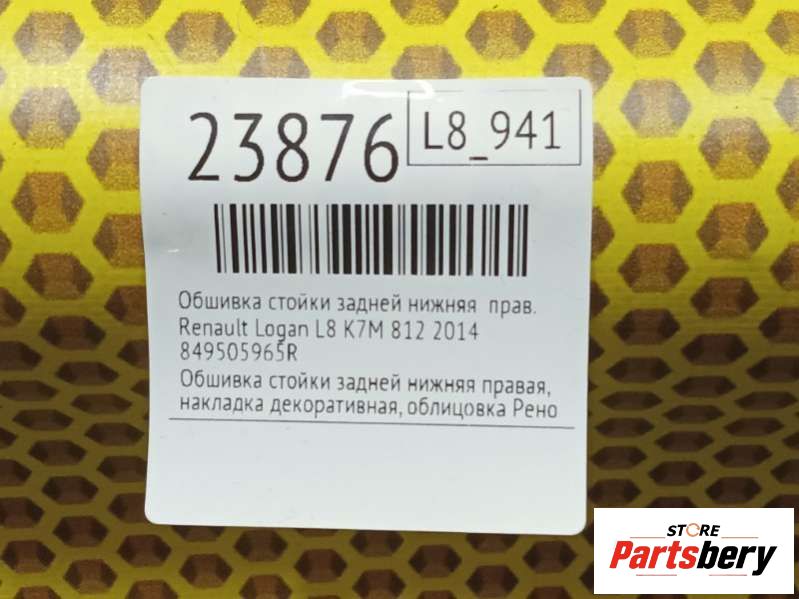 23876
L8_941
Обшивка стойки задней нижняя прав.
Renault Logan L8 K7M 812 2014
849505965R
Обшивка стойки задней нижняя правая,
накладка декоративная, облицовка Рено
STORE
Partsbery